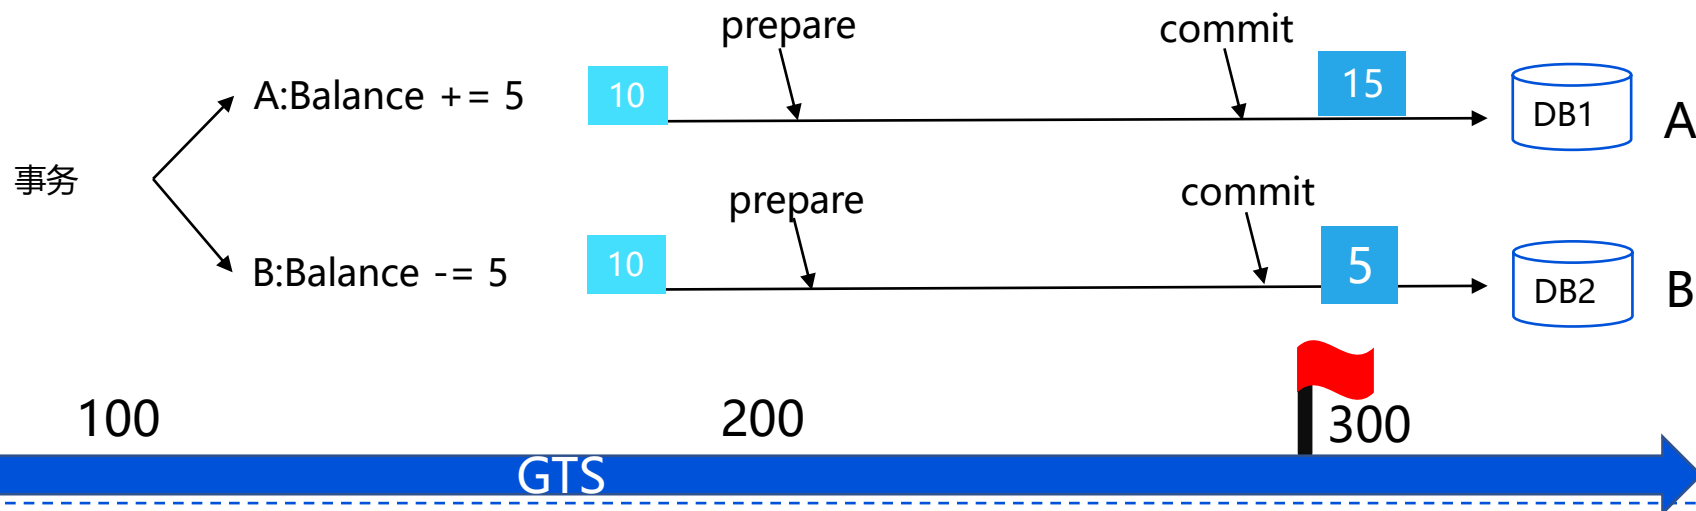 prepare
commit
A:Balance += 5
10
15
DB1
A
事务
prepare
commit
B:Balance -= 5
10
5
DB2
B
100
200
300
GTS